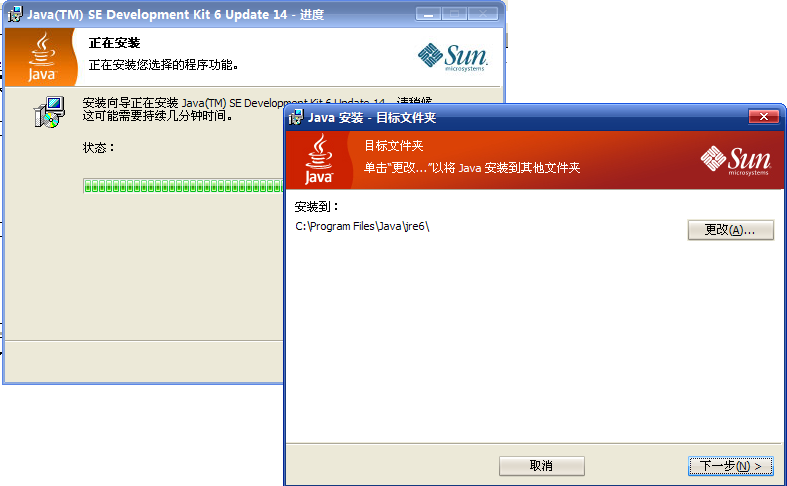 Java(TM) SE Development Kit 6 Update 14 - 进度
正在安装
正在安装您选择的程序功能。
Java
Sun
microsystems
安装向导正在安装 Java(TM) SE Development Kit 6 Update 14，请稍候
这可能需要持续几分钟时间。
状态：
Java 安装 - 目标文件夹
目标文件夹
单击“更改...”以将 Java 安装到其他文件夹
Java
Sun
microsystems
安装到：
C:\Program Files\Java\jre6\
更改(A)...
取消
下一步(N) >